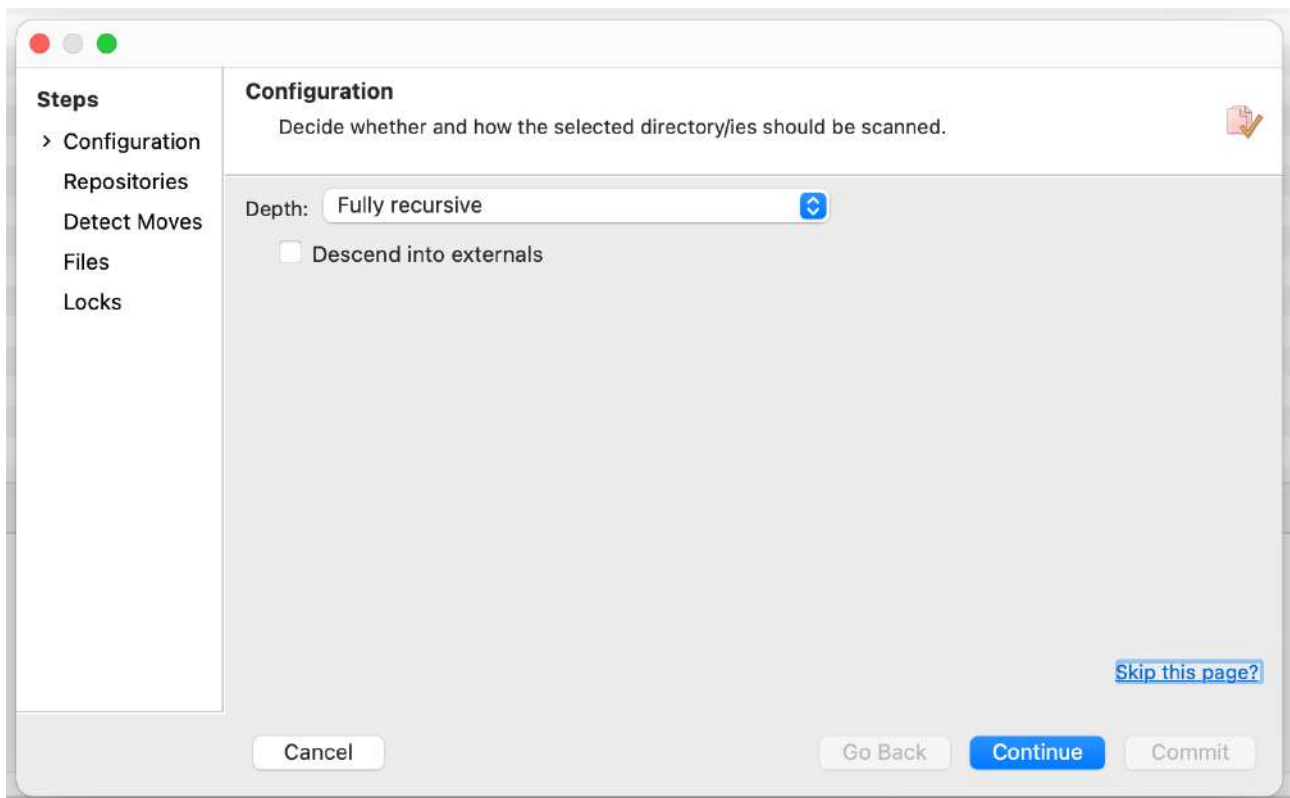 Steps
> Configuration
Repositories
Detect Moves
Files
Locks
Configuration
Decide whether and how the selected directory/ies should be scanned.
Depth: Fully recursive
Descend into externals
Skip this page?
Cancel Go Back Continue Commit